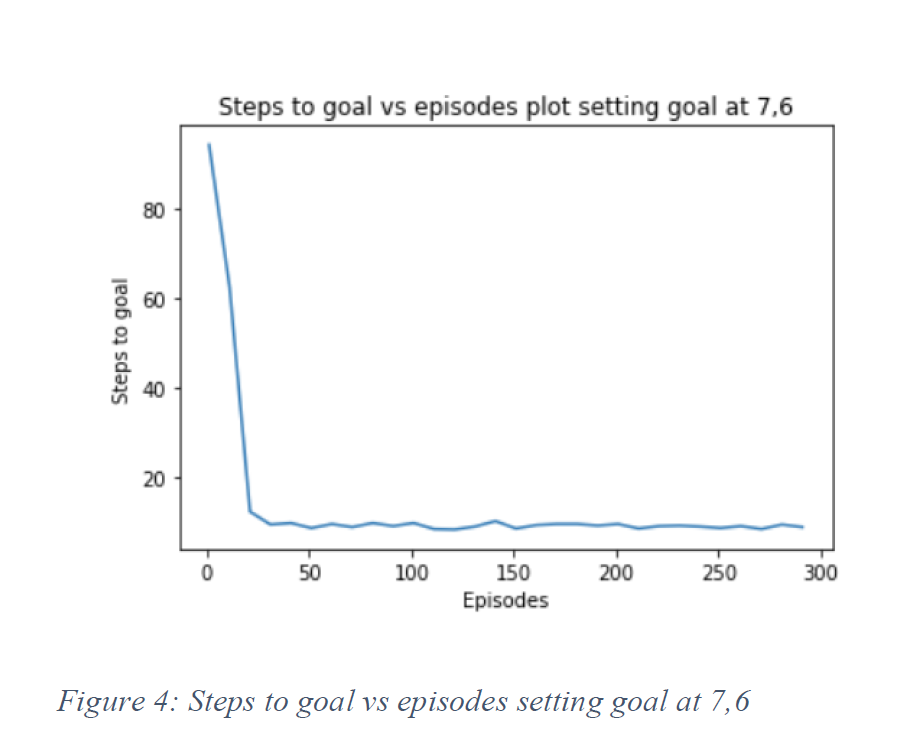 Steps to goal vs episodes plot setting goal at 7,6
80
60
40
20
Steps to goal
0 50 100 150 200 250 300
Episodes
Figure 4: Steps to goal vs episodes setting goal at 7,6